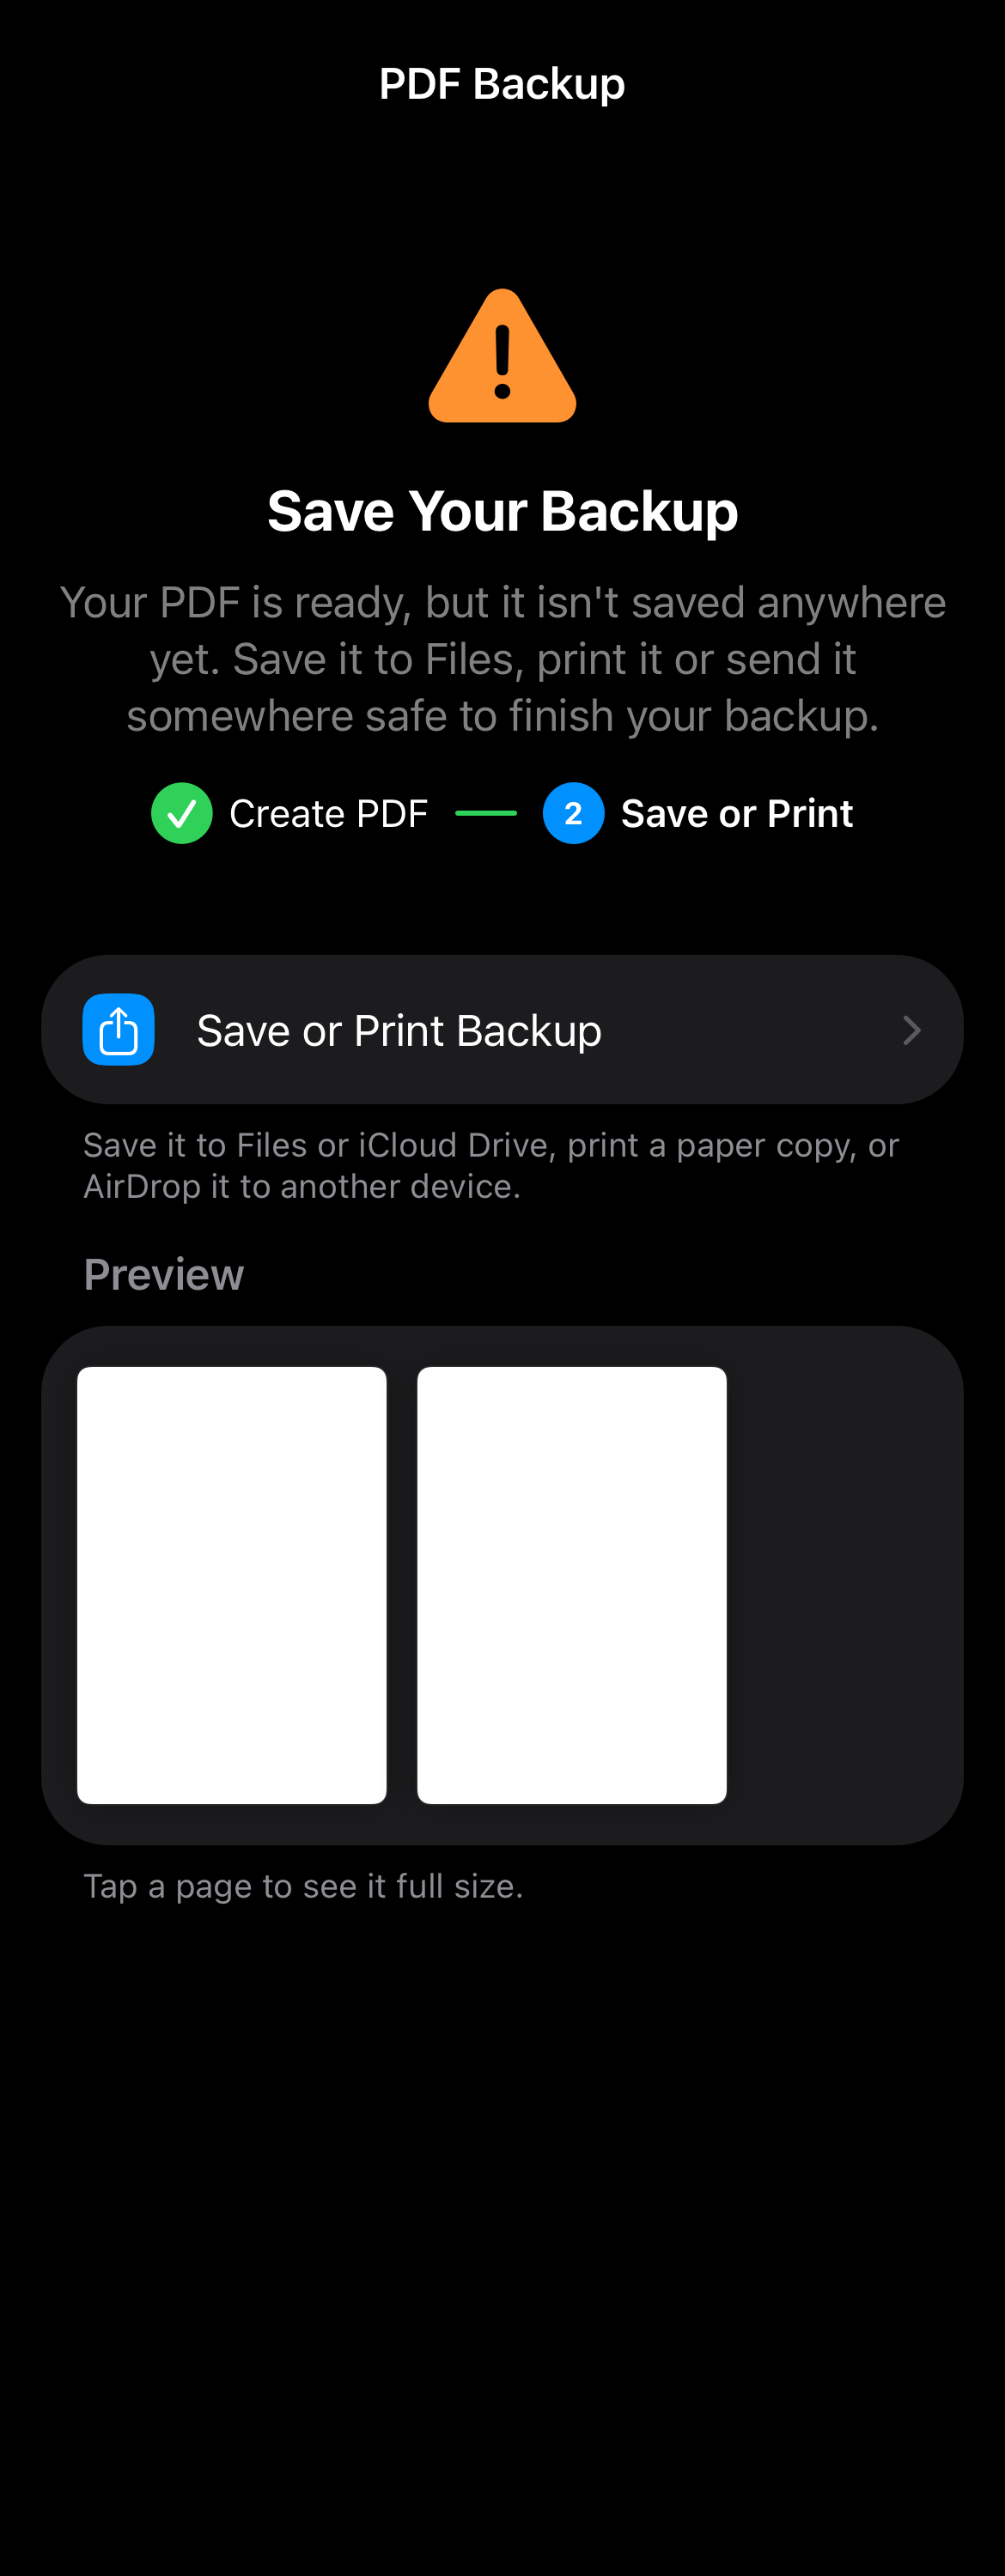 PDF Backup
Save Your Backup
Your PDF is ready, but it isn't saved anywhere
yet. Save it to Files, print it or send it
somewhere safe to finish your backup.
Create PDF
2 Save or Print
Save or Print Backup
Save it to Files or iCloud Drive, print a paper copy, or
AirDrop it to another device.
Preview
Tap a page to see it full size.